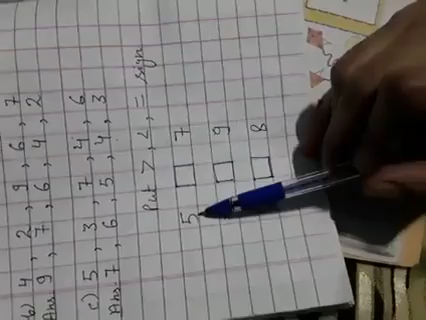 b) 4, 2, 9, 6, 7
Ans. 9, 7, 6, 4, 2
c) 5, 3, 7, 4, 6
Ans. 7, 6, 5, 4, 3
Put >, <, = sign
5 □ 7
□ 9
□ 8